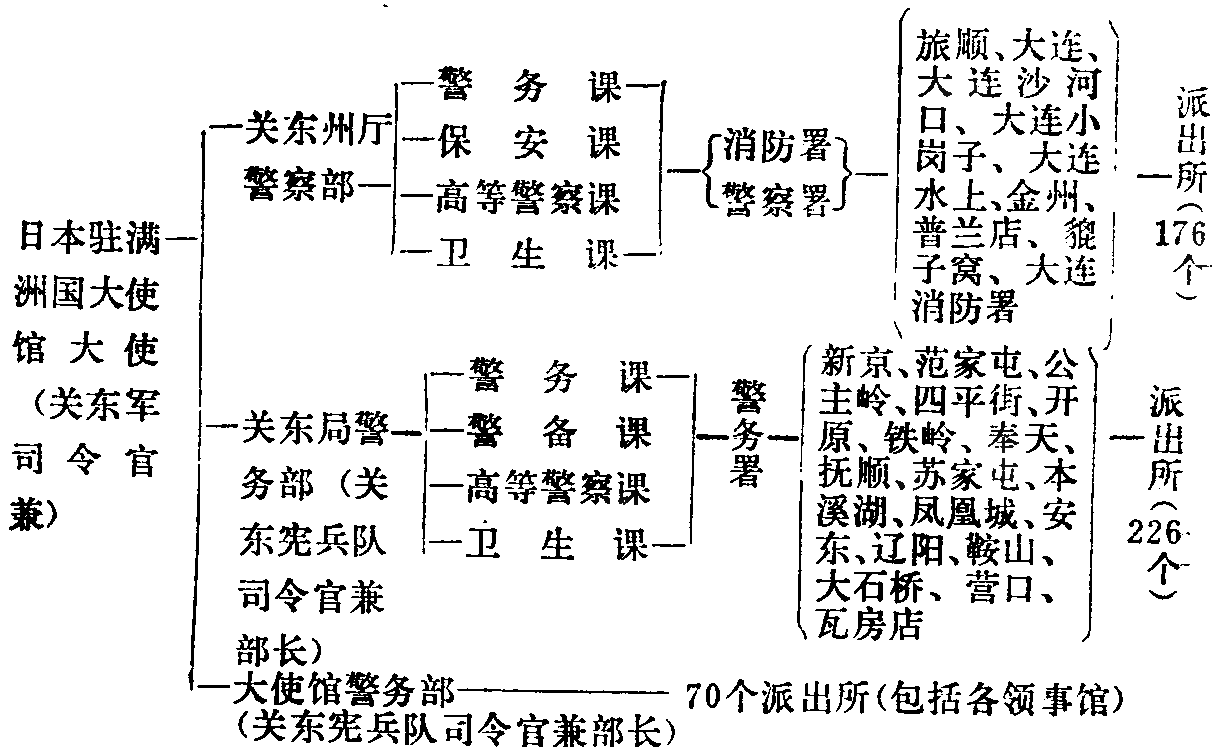 日本驻满
洲国大使
馆大使
（关东军
司令官
兼）
关东州厅
警察部
警务课
保安课
高等警察课
卫生课
消防署
警察署
旅顺、大连、
大连沙河
口、大连小
岗子、大连
水上、金州、
普兰店、貔
子窝、大连
消防署
派出所（176个）
关东局警
务部（关
东宪兵队
司令官兼
部长）
警务课
警备课
高等警察课
卫生课
警务署
新京、范家屯、公
主岭、四平街、开
原、铁岭、奉天、
抚顺、苏家屯、本
溪湖、凤凰城、安
东、辽阳、鞍山、
大石桥、营口、
瓦房店
派出所（226个）
大使馆警务部
（关东宪兵队司令官兼部长）
70个派出所（包括各领事馆）